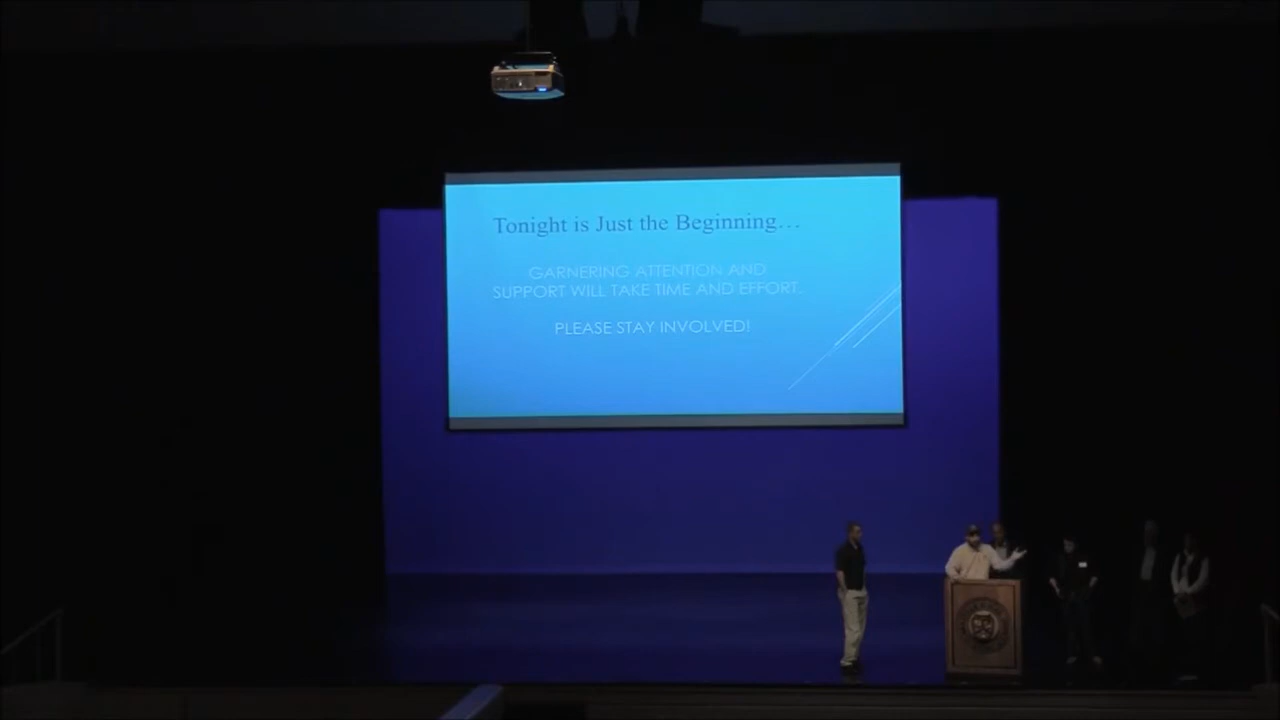 Tonight is Just the Beginning...
GARNERING ATTENTION AND
SUPPORT WILL TAKE TIME AND EFFORT.
PLEASE STAY INVOLVED!